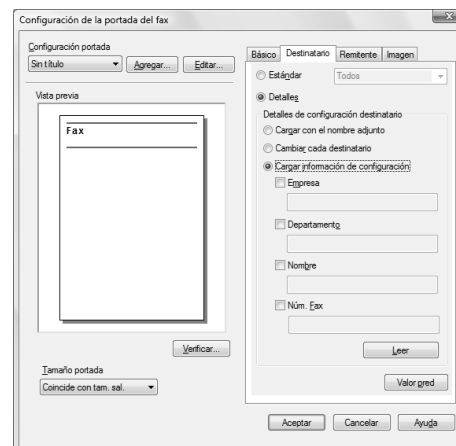 Configuración de la portada del fax
Configuración portada
Sin título
Agregar...
Editar...
Vista previa
Fax
Verificar...
Tamaño portada
Coincide con tam. sal.
Básico
Destinatario
Remitente
Imagen
Estándar
Todos
Detalles
Detalles de configuración destinatario
Cargar con el nombre adjunto
Cambiar cada destinatario
Cargar información de configuración
Empresa
Departamento
Nombre
Núm. Fax
Leer
Valor pred
Aceptar
Cancelar
Ayuda